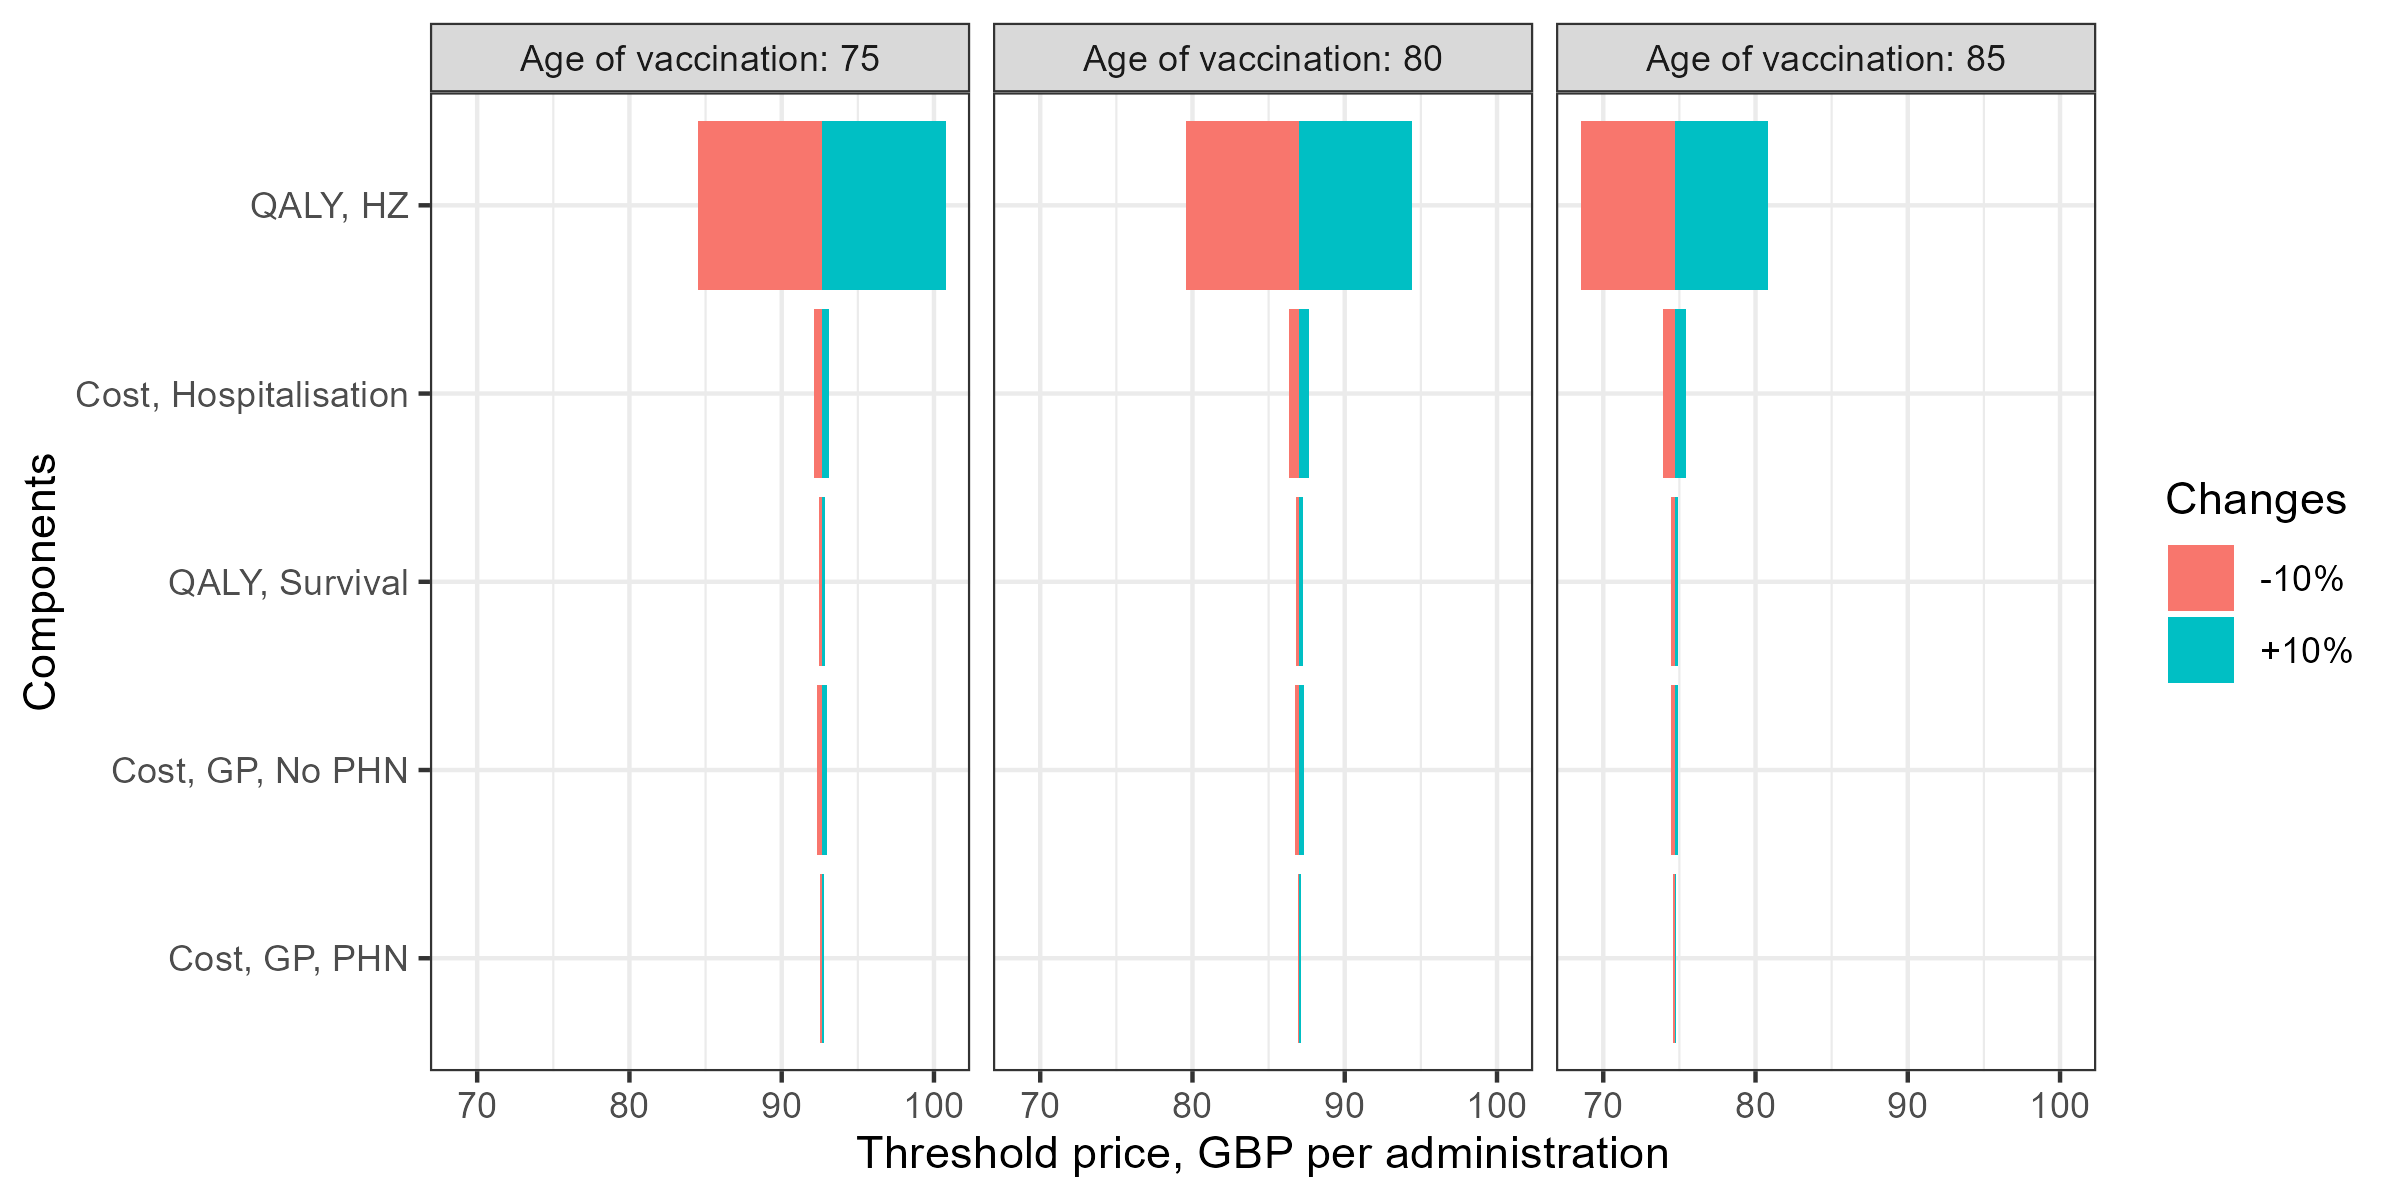 Age of vaccination: 75
Age of vaccination: 80
Age of vaccination: 85
Components
QALY, HZ
Cost, Hospitalisation
QALY, Survival
Cost, GP, No PHN
Cost, GP, PHN
70 80 90 100
70 80 90 100
70 80 90 100
Threshold price, GBP per administration
Changes
-10%
+10%